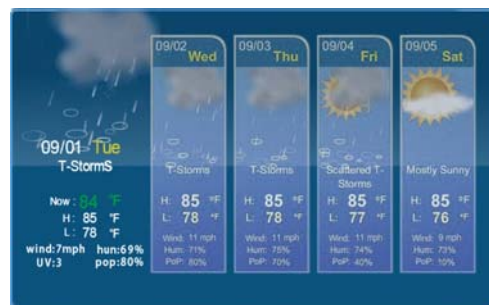 09/01 Tue
T-StormS
Now: 84 °F
H: 85 °F
L: 78 °F
wind:7mph hun:69%
UV:3 pop:80%
09/02
Wed
T-Storms
H: 85 °F
L: 78 °F
Wind: 11 mph
Hum: 71%
PoP: 80%
09/03
Thu
T-Storms
H: 85 °F
L: 78 °F
Wind: 11 mph
Hum: 75%
PoP: 70%
09/04
Fri
Scattered T-
Storms
H: 85 °F
L: 77 °F
Wind: 11 mph
Hum: 74%
PoP: 40%
09/05
Sat
Mostly Sunny
H: 85 °F
L: 76 °F
Wind: 9 mph
Hum: 73%
PoP: 10%